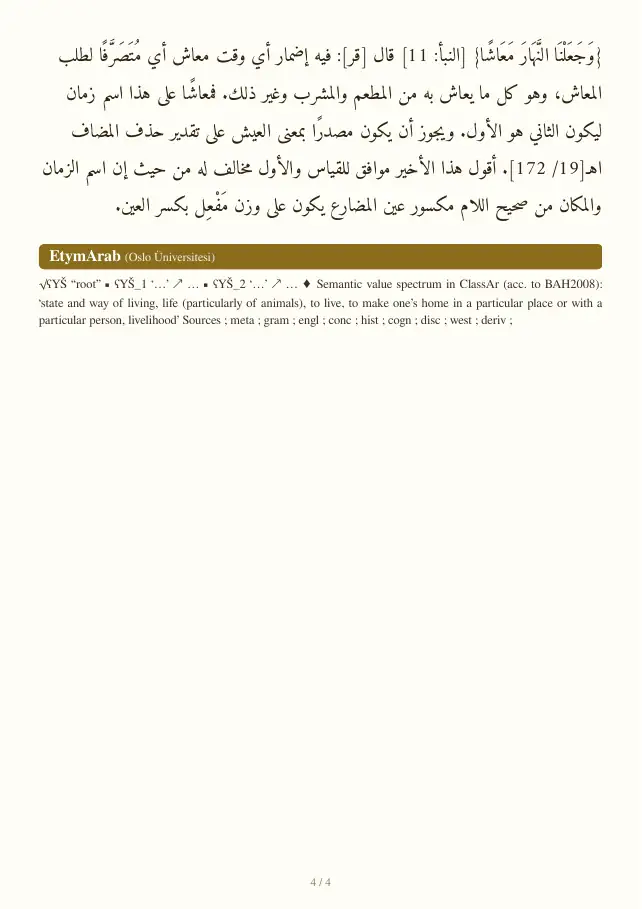 {وَجَعَلْنَا النَّهَارَ مَعَاشًا} [النبأ: 11] قال [قر]: فيه إضمار أي وقت معاش أي مُتَصَرَّفًا لطلب
المعاش، وهو كل ما يعاش به من المطعم والمشرب وغير ذلك. فمعاشًا على هذا اسم زمان
ليكون الثاني هو الأول. ويجوز أن يكون مصدرًا بمعنى العيش على تقدير حذف المضاف
اهـ[19/ 172]. أقول هذا الأخير موافق للقياس والأول مخالف له من حيث إن اسم الزمان
والمكان من صحيح اللام مكسور عين المضارع يكون على وزن مَفْعِل بكسر العين.
EtymArab (Oslo Üniversitesi)
√ʕYŠ “root” ▪ ʕYŠ_1 ‘…’ ↗ … ▪ ʕYŠ_2 ‘…’ ↗ … ♦ Semantic value spectrum in ClassAr (acc. to BAH2008):
‘state and way of living, life (particularly of animals), to live, to make one’s home in a particular place or with a
particular person, livelihood’ Sources ; meta ; gram ; engl ; conc ; hist ; cogn ; disc ; west ; deriv ;
4 / 4